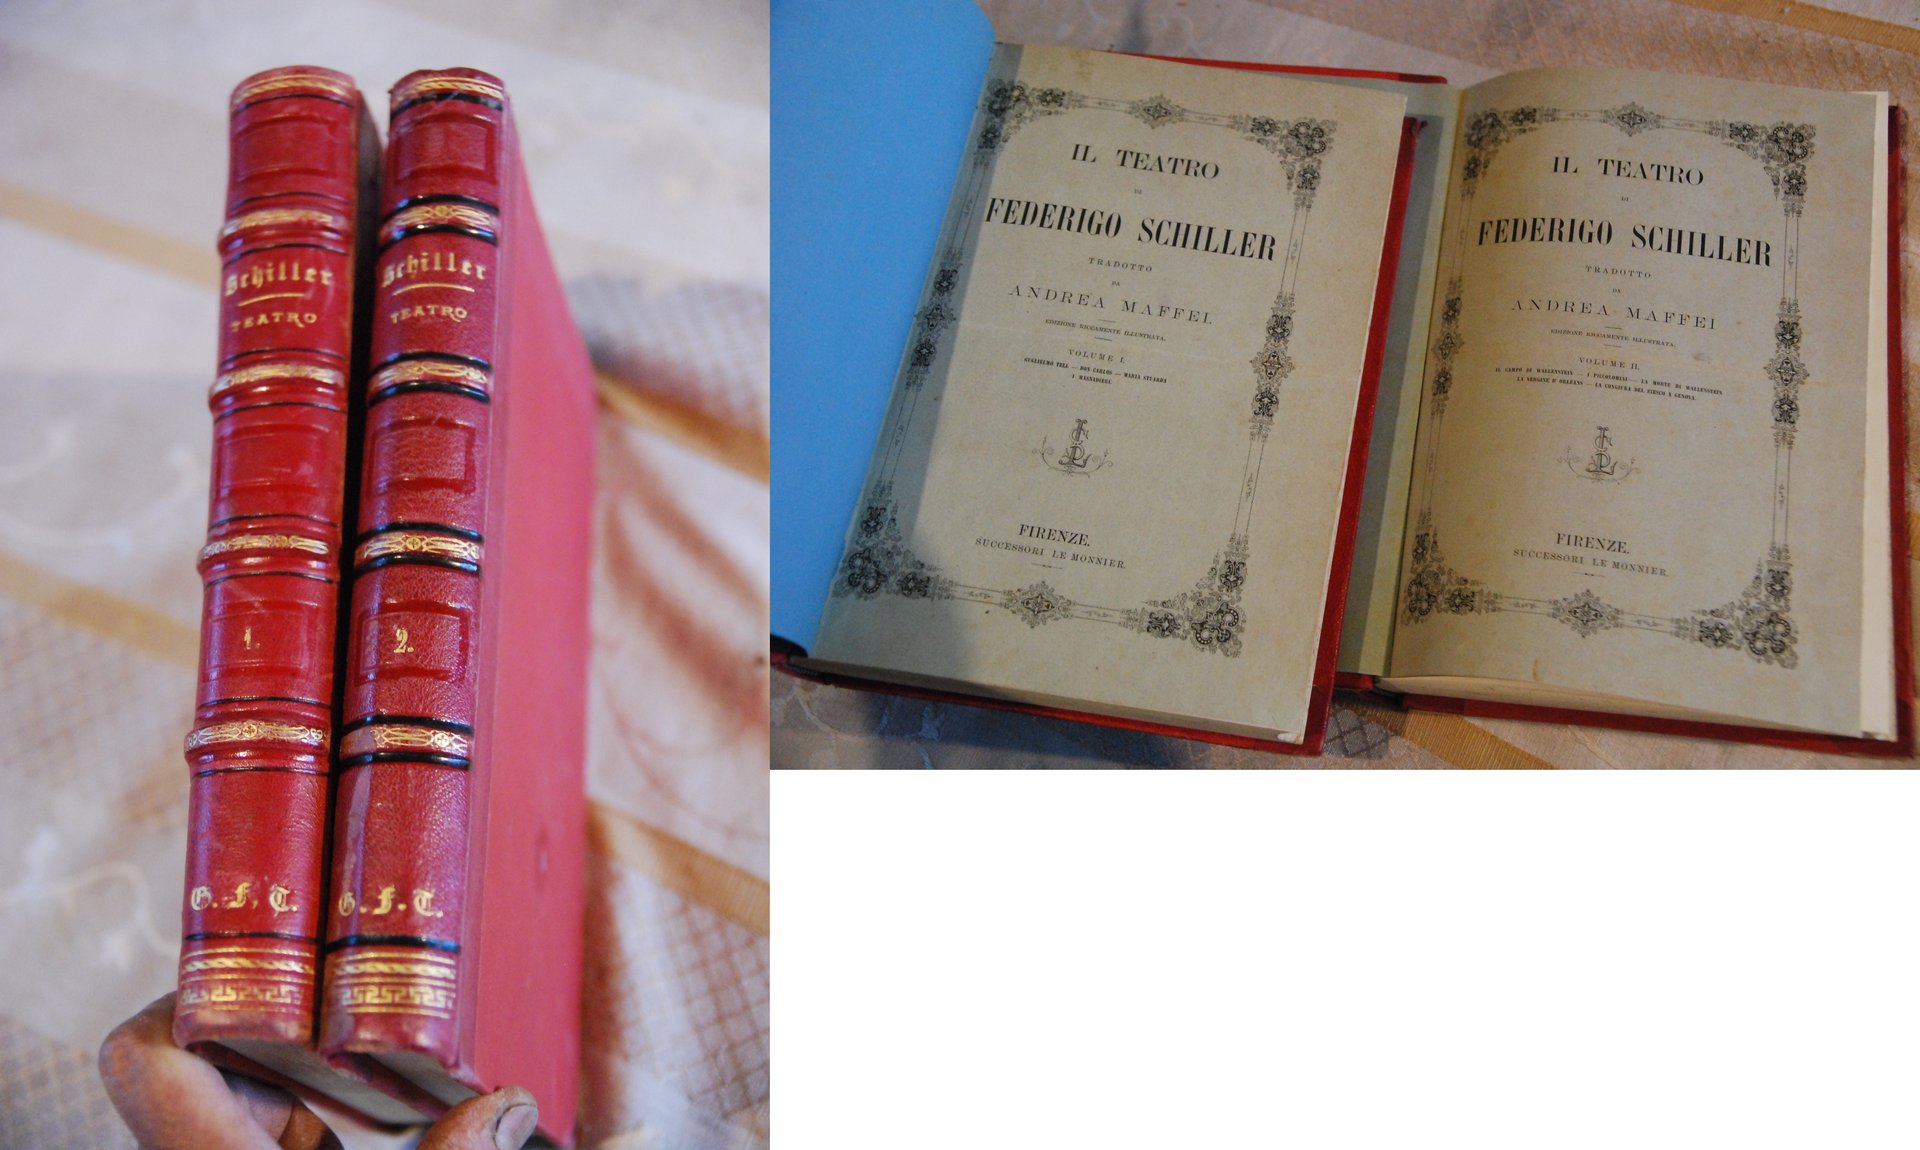 Schiller
TEATRO
1.
G. F. T.
Schiller
TEATRO
2.
G. F. T.
IL TEATRO
DI
FEDERIGO SCHILLER
TRADOTTO
DA
ANDREA MAFFEI.
EDIZIONE RICCAMENTE ILLUSTRATA.
VOLUME I.
GUGLIELMO TELL — DON CARLOS — MARIA STUARDA
I MASNADIERI.
FIRENZE.
SUCCESSORI LE MONNIER.
IL TEATRO
DI
FEDERIGO SCHILLER
TRADOTTO
DA
ANDREA MAFFEI
EDIZIONE RICCAMENTE ILLUSTRATA.
VOLUME II.
IL CAMPO DI WALLENSTEIN — I PICCOLOMINI — LA MORTE DI WALLENSTEIN
LA VERGINE D'ORLEANS — LA CONGIURA DEL FIESCO A GENOVA.
FIRENZE.
SUCCESSORI LE MONNIER.